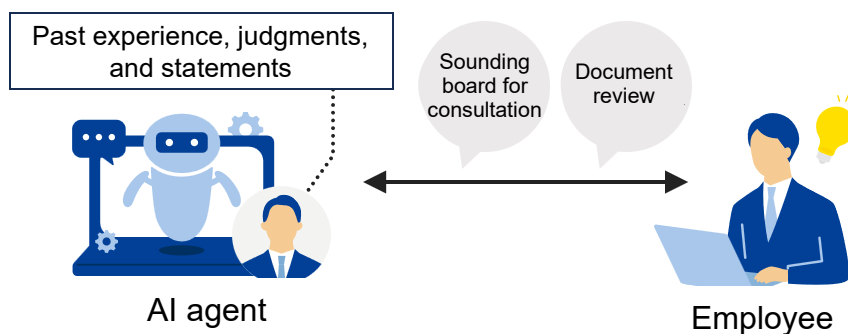 Past experience, judgments,
and statements
Sounding
board for
consultation
Document
review
AI agent
Employee